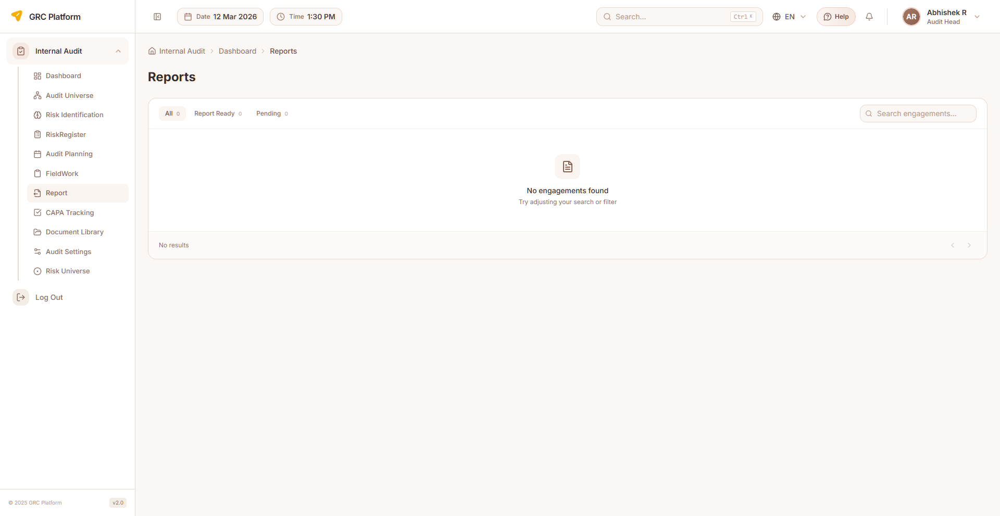 GRC Platform
Date 12 Mar 2026
Time 1:30 PM
Search...
Ctrl K
EN
Help
AR
Abhishek R
Audit Head
Internal Audit
Dashboard
Audit Universe
Risk Identification
RiskRegister
Audit Planning
FieldWork
Report
CAPA Tracking
Document Library
Audit Settings
Risk Universe
Log Out
© 2025 GRC Platform
v2.0
Internal Audit > Dashboard > Reports
Reports
All 0
Report Ready 0
Pending 0
Search engagements...
No engagements found
Try adjusting your search or filter
No results